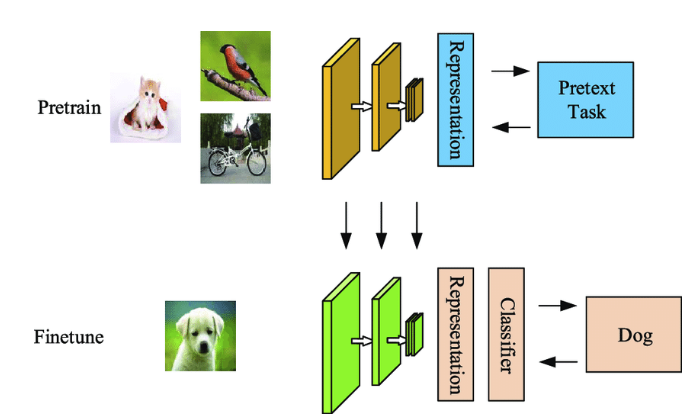 Pretrain
Representation
Pretext
Task
Finetune
Representation
Classifier
Dog